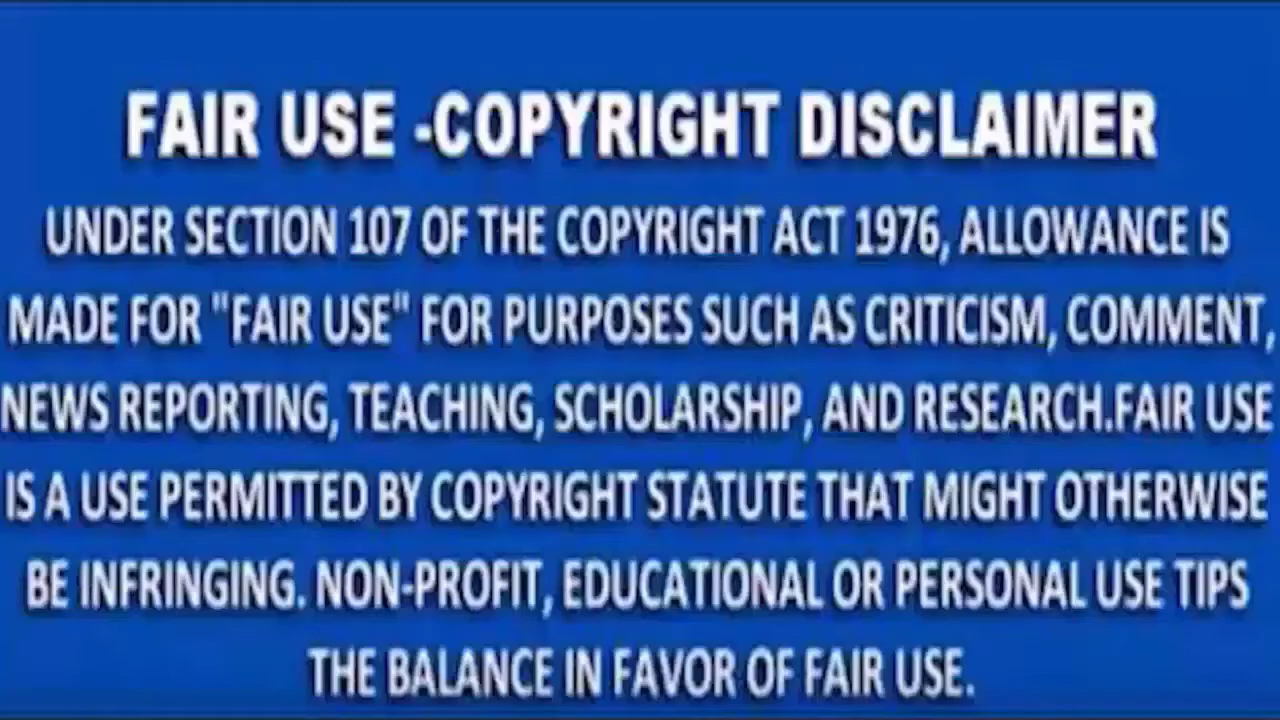 FAIR USE -COPYRIGHT DISCLAIMER
UNDER SECTION 107 OF THE COPYRIGHT ACT 1976, ALLOWANCE IS
MADE FOR "FAIR USE" FOR PURPOSES SUCH AS CRITICISM, COMMENT,
NEWS REPORTING, TEACHING, SCHOLARSHIP, AND RESEARCH.FAIR USE
IS A USE PERMITTED BY COPYRIGHT STATUTE THAT MIGHT OTHERWISE
BE INFRINGING. NON-PROFIT, EDUCATIONAL OR PERSONAL USE TIPS
THE BALANCE IN FAVOR OF FAIR USE.